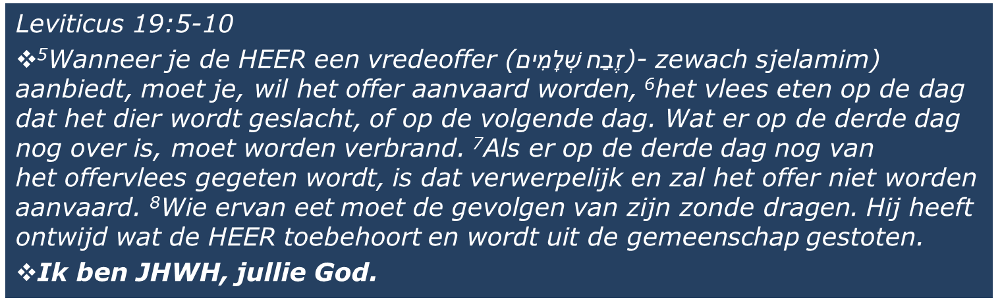 Leviticus 19:5-10
❖⁵Wanneer je de HEER een vredeoffer (זֶבַח שְׁלָמִים)- zewach sjelamim)
aanbiedt, moet je, wil het offer aanvaard worden, ⁶het vlees eten op de dag
dat het dier wordt geslacht, of op de volgende dag. Wat er op de derde dag
nog over is, moet worden verbrand. ⁷Als er op de derde dag nog van
het offervlees gegeten wordt, is dat verwerpelijk en zal het offer niet worden
aanvaard. ⁸Wie ervan eet moet de gevolgen van zijn zonde dragen. Hij heeft
ontwijd wat de HEER toebehoort en wordt uit de gemeenschap gestoten.
❖Ik ben JHWH, jullie God.